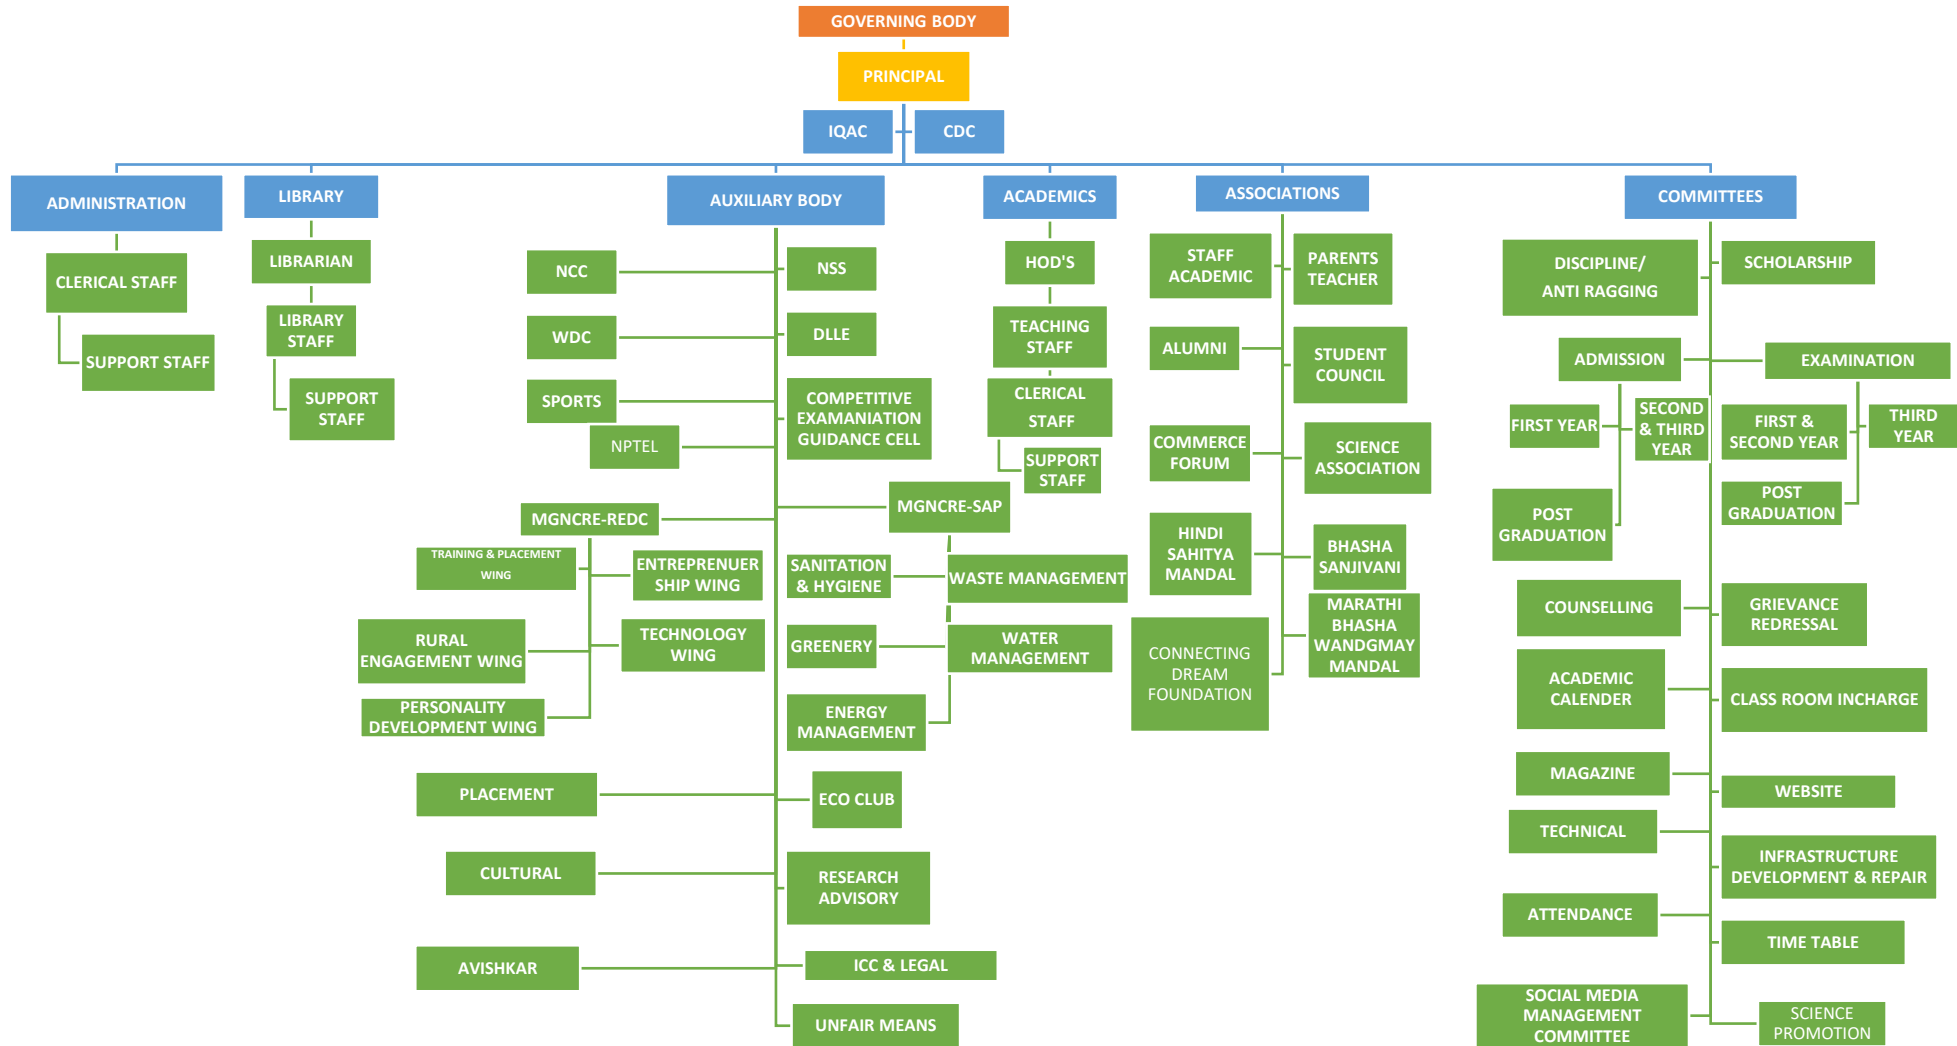 GOVERNING BODY
PRINCIPAL
IQAC
CDC
ADMINISTRATION
CLERICAL STAFF
SUPPORT STAFF
LIBRARY
LIBRARIAN
LIBRARY
STAFF
SUPPORT
STAFF
AUXILIARY BODY
NCC
NSS
WDC
DLLE
SPORTS
COMPETITIVE
EXAMANIATION
GUIDANCE CELL
NPTEL
MGNCRE-SAP
MGNCRE-REDC
TRAINING & PLACEMENT
WING
ENTREPRENUER
SHIP WING
RURAL
ENGAGEMENT WING
TECHNOLOGY
WING
PERSONALITY
DEVELOPMENT WING
SANITATION
& HYGIENE
WASTE MANAGEMENT
GREENERY
WATER
MANAGEMENT
ENERGY
MANAGEMENT
PLACEMENT
ECO CLUB
CULTURAL
RESEARCH
ADVISORY
AVISHKAR
ICC & LEGAL
UNFAIR MEANS
ACADEMICS
HOD'S
TEACHING
STAFF
CLERICAL
STAFF
SUPPORT
STAFF
ASSOCIATIONS
STAFF
ACADEMIC
PARENTS
TEACHER
ALUMNI
STUDENT
COUNCIL
COMMERCE
FORUM
SCIENCE
ASSOCIATION
HINDI
SAHITYA
MANDAL
BHASHA
SANJIVANI
CONNECTING
DREAM
FOUNDATION
MARATHI
BHASHA
WANDGMAY
MANDAL
COMMITTEES
DISCIPLINE/
ANTI RAGGING
SCHOLARSHIP
ADMISSION
EXAMINATION
FIRST YEAR
SECOND
& THIRD
YEAR
POST
GRADUATION
FIRST &
SECOND YEAR
THIRD
YEAR
POST
GRADUATION
COUNSELLING
GRIEVANCE
REDRESSAL
ACADEMIC
CALENDER
CLASS ROOM INCHARGE
MAGAZINE
WEBSITE
TECHNICAL
INFRASTRUCTURE
DEVELOPMENT & REPAIR
ATTENDANCE
TIME TABLE
SOCIAL MEDIA
MANAGEMENT
COMMITTEE
SCIENCE
PROMOTION